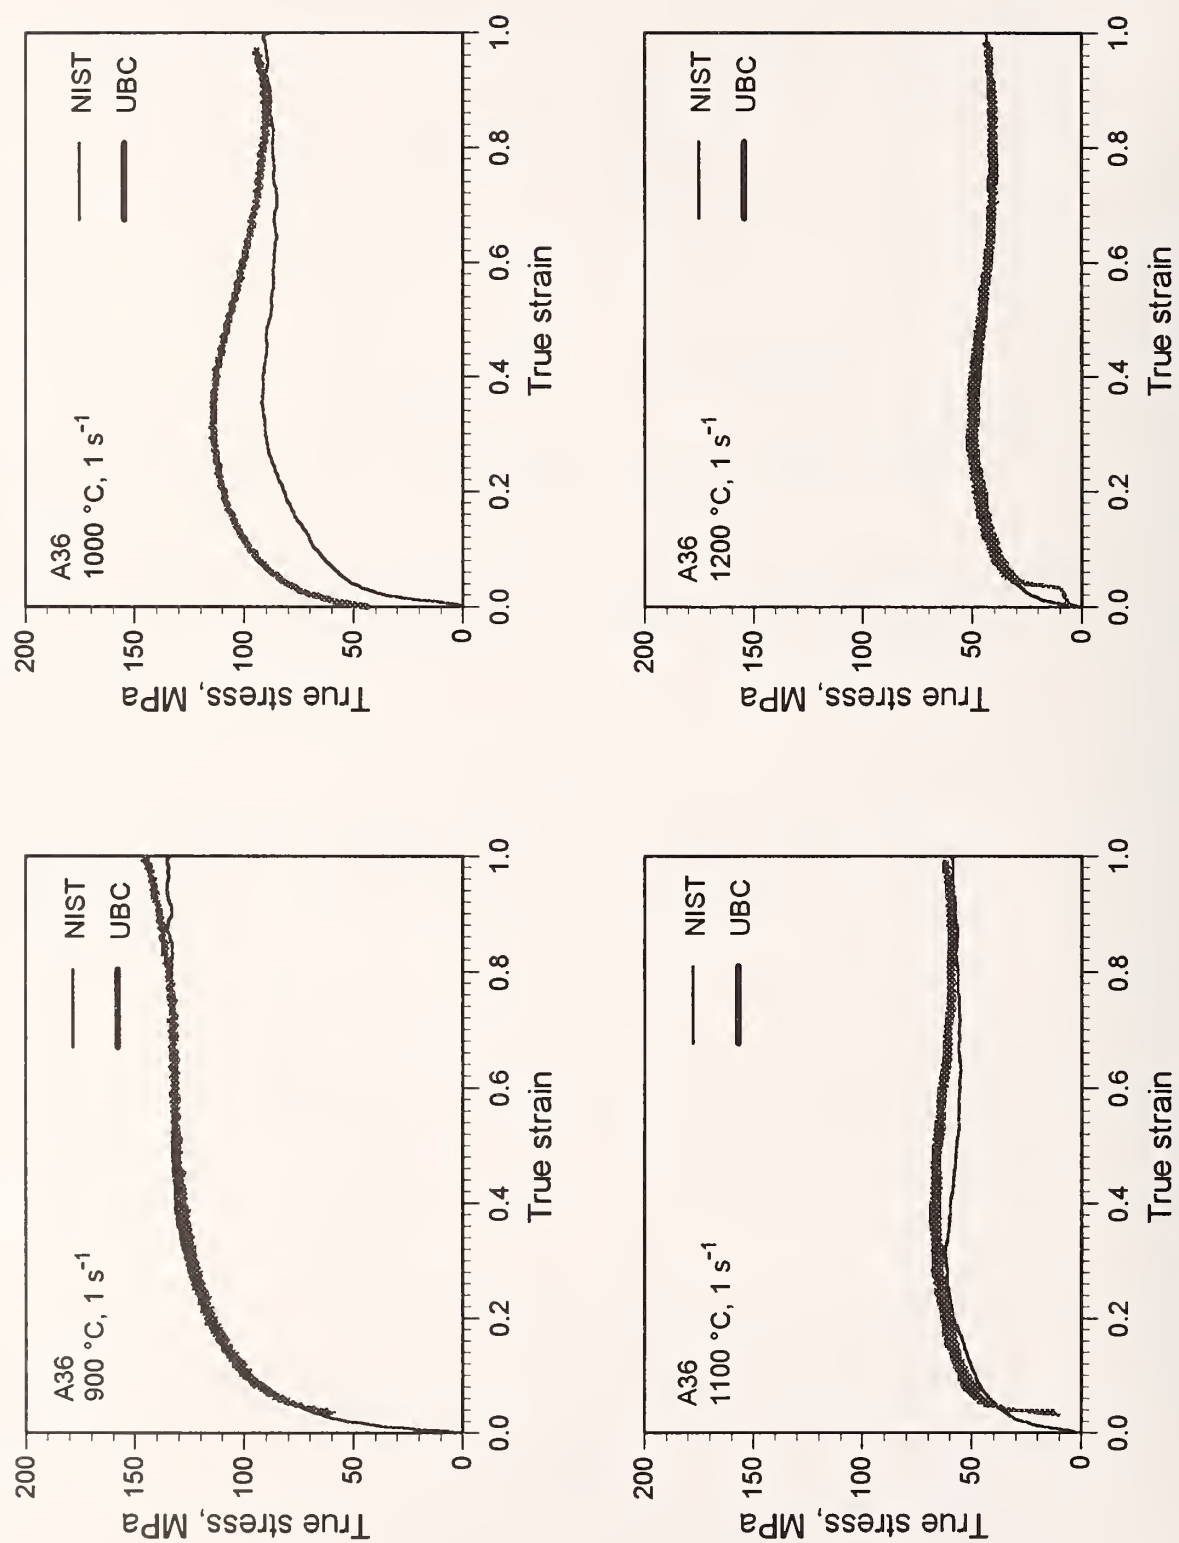 A36
900 °C, 1 s⁻¹
NIST
UBC
True stress, MPa
200
150
100
50
0
0.0
0.2
0.4
0.6
0.8
1.0
True strain
A36
1000 °C, 1 s⁻¹
NIST
UBC
True stress, MPa
200
150
100
50
0
0.0
0.2
0.4
0.6
0.8
1.0
True strain
A36
1100 °C, 1 s⁻¹
NIST
UBC
True stress, MPa
200
150
100
50
0
0.0
0.2
0.4
0.6
0.8
1.0
True strain
A36
1200 °C, 1 s⁻¹
NIST
UBC
True stress, MPa
200
150
100
50
0
0.0
0.2
0.4
0.6
0.8
1.0
True strain